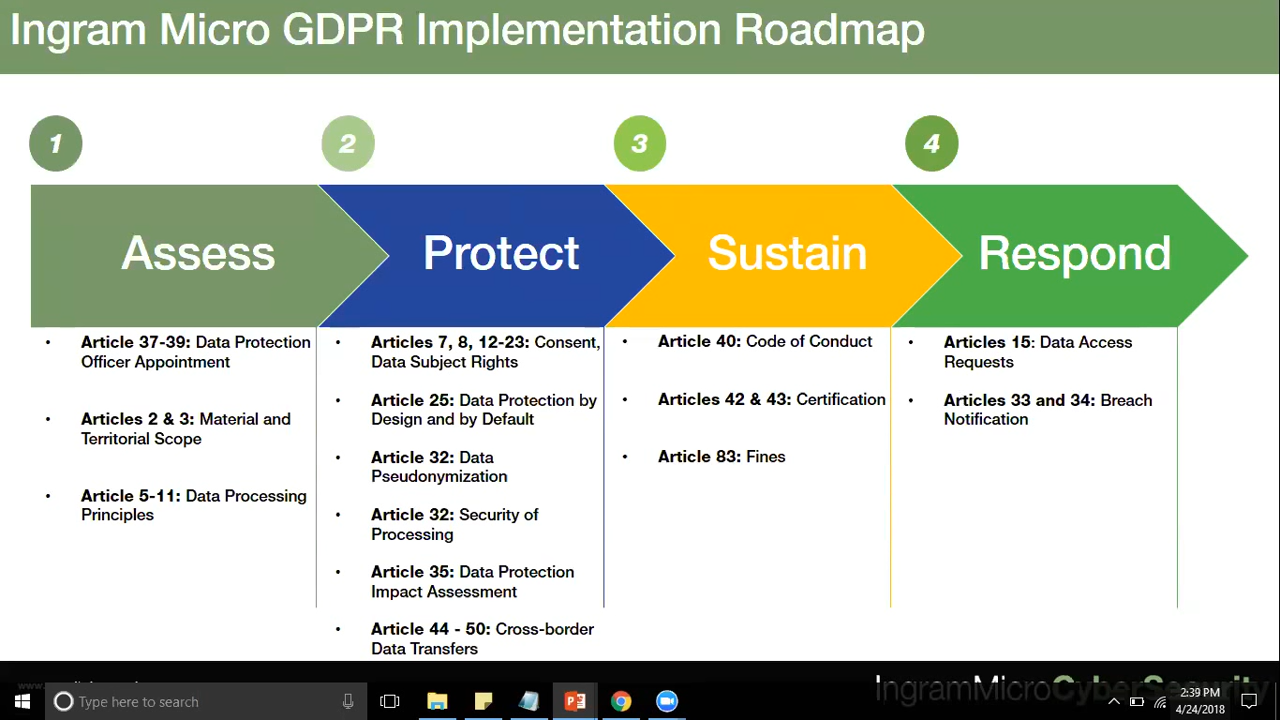 Ingram Micro GDPR Implementation Roadmap
1
2
3
4
Assess
Protect
Sustain
Respond
• Article 37-39: Data Protection
Officer Appointment
• Articles 2 & 3: Material and
Territorial Scope
• Article 5-11: Data Processing
Principles
• Articles 7, 8, 12-23: Consent,
Data Subject Rights
• Article 25: Data Protection by
Design and by Default
• Article 32: Data
Pseudonymization
• Article 32: Security of
Processing
• Article 35: Data Protection
Impact Assessment
• Article 44 - 50: Cross-border
Data Transfers
• Article 40: Code of Conduct
• Articles 42 & 43: Certification
• Article 83: Fines
• Articles 15: Data Access
Requests
• Articles 33 and 34: Breach
Notification
IngramMicroCyberSecurity
Type here to search
2:39 PM
4/24/2018